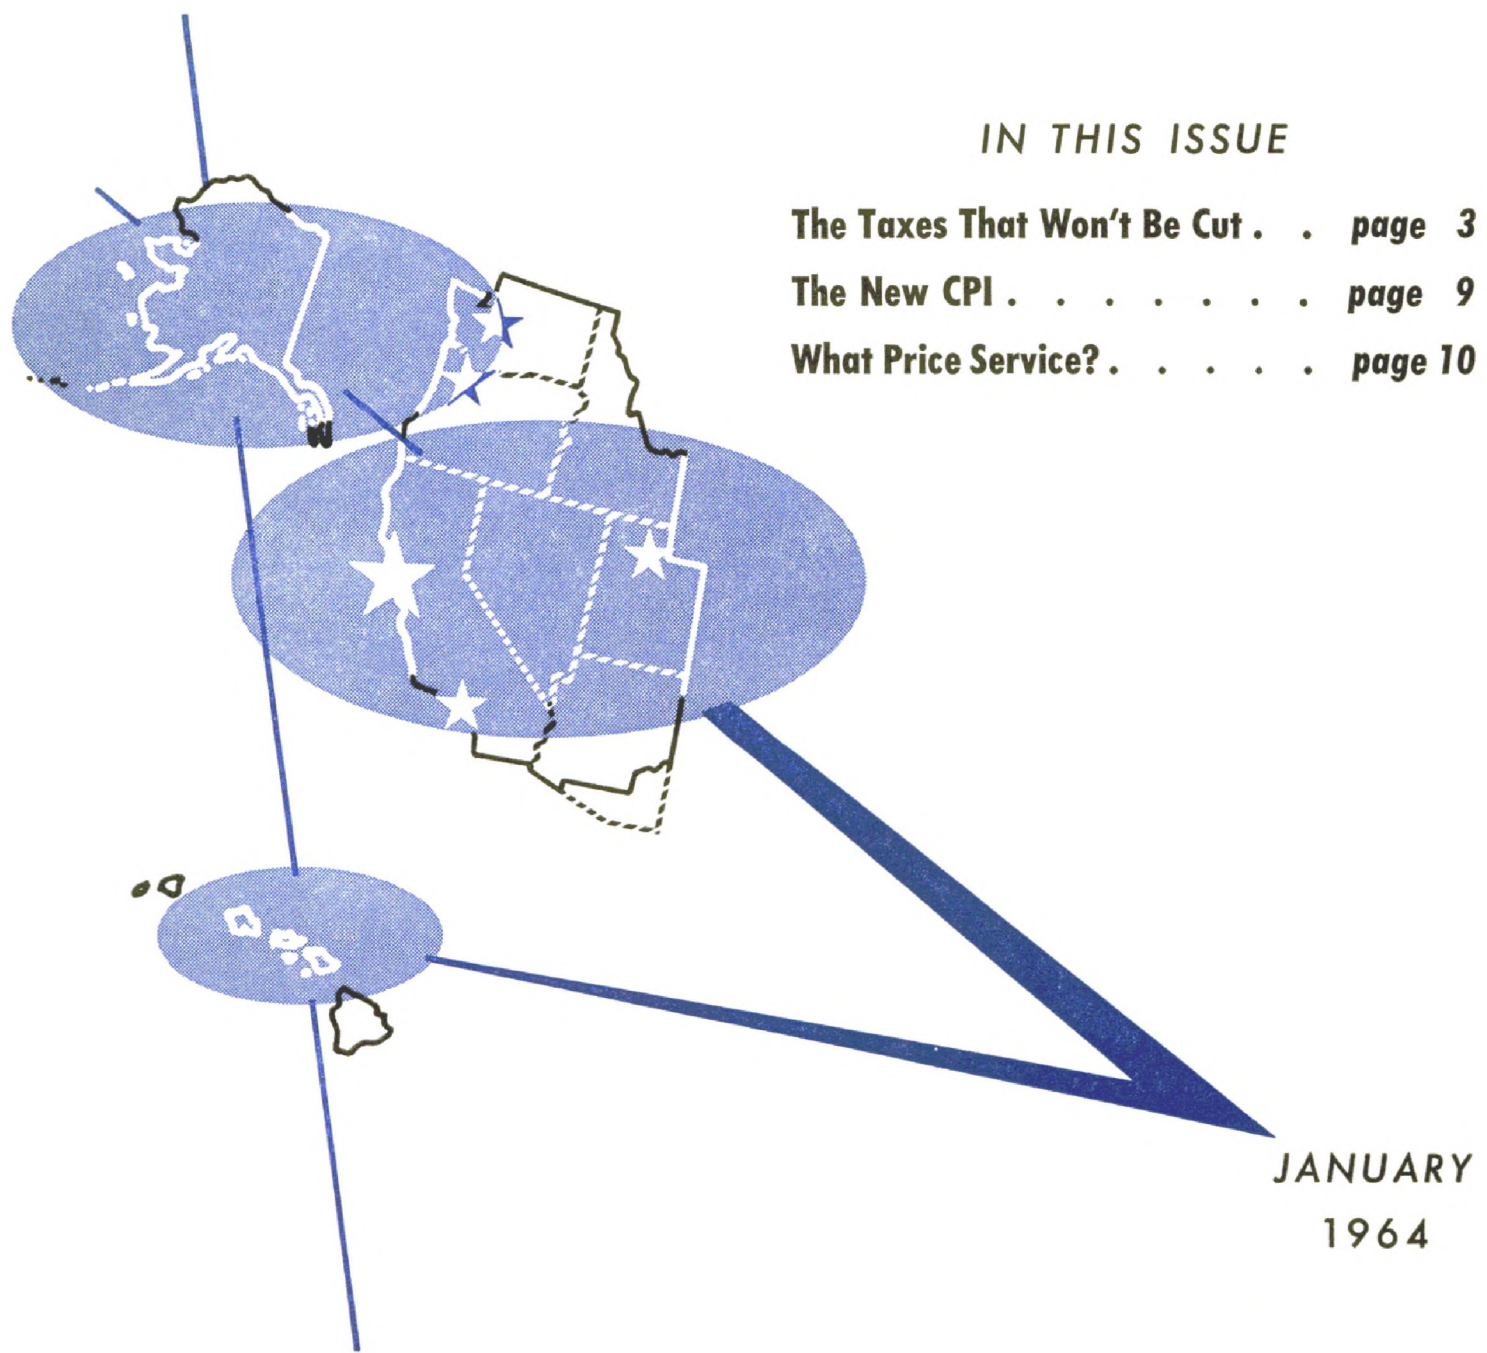 IN THIS ISSUE
The Taxes That Won't Be Cut . . page 3
The New CPI . . . . . . . page 9
What Price Service? . . . . . page 10
JANUARY
1964